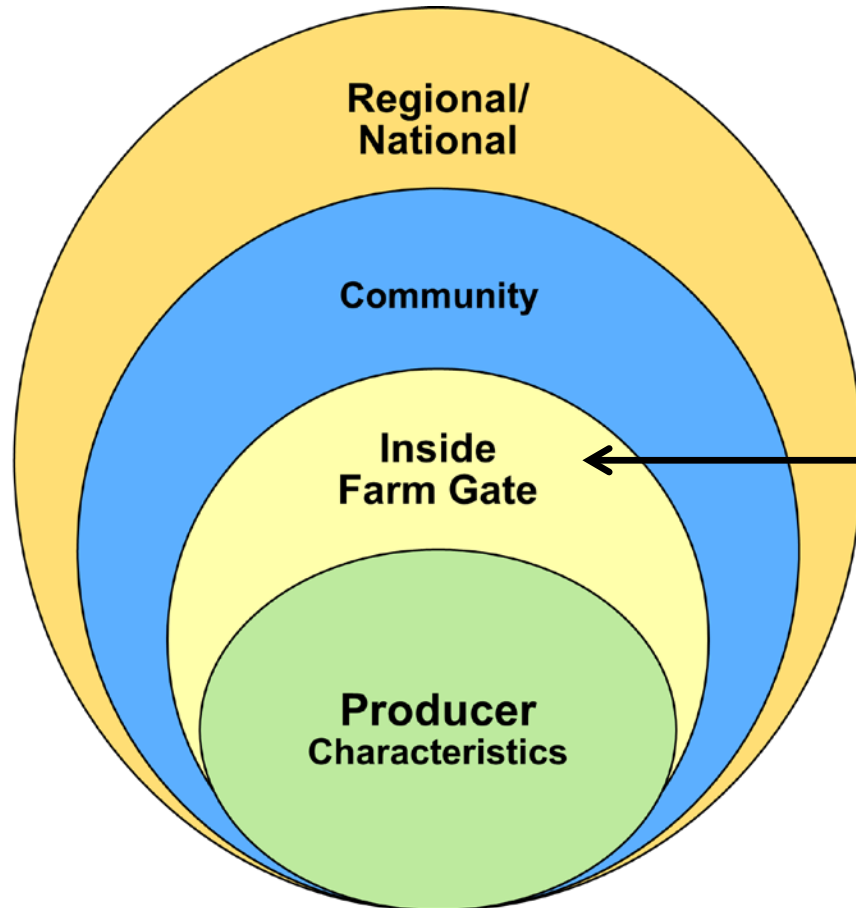 Regional/
National
Community
Inside
Farm Gate
Producer
Characteristics